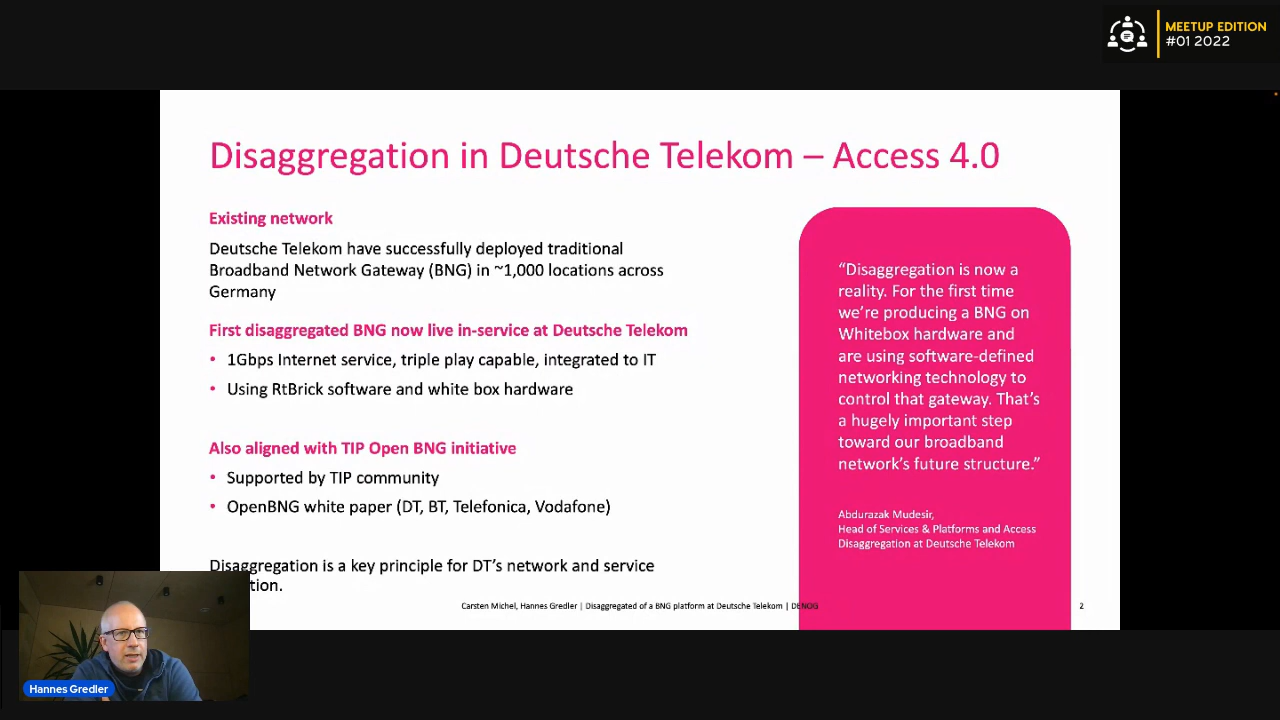 MEETUP EDITION
#01 2022
Disaggregation in Deutsche Telekom – Access 4.0
Existing network
Deutsche Telekom have successfully deployed traditional
Broadband Network Gateway (BNG) in ~1,000 locations across
Germany
First disaggregated BNG now live in-service at Deutsche Telekom
• 1Gbps Internet service, triple play capable, integrated to IT
• Using RtBrick software and white box hardware
Also aligned with TIP Open BNG initiative
• Supported by TIP community
• OpenBNG white paper (DT, BT, Telefonica, Vodafone)
Disaggregation is a key principle for DT's network and service
“Disaggregation is now a
reality. For the first time
we're producing a BNG on
Whitebox hardware and
are using software-defined
networking technology to
control that gateway. That's
a hugely important step
toward our broadband
network's future structure.”
Abdurazak Mudesir,
Head of Services & Platforms and Access
Disaggregation at Deutsche Telekom
Carsten Michel, Hannes Gredler | Disaggregated of a BNG platform at Deutsche Telekom | DENOG
2
Hannes Gredler